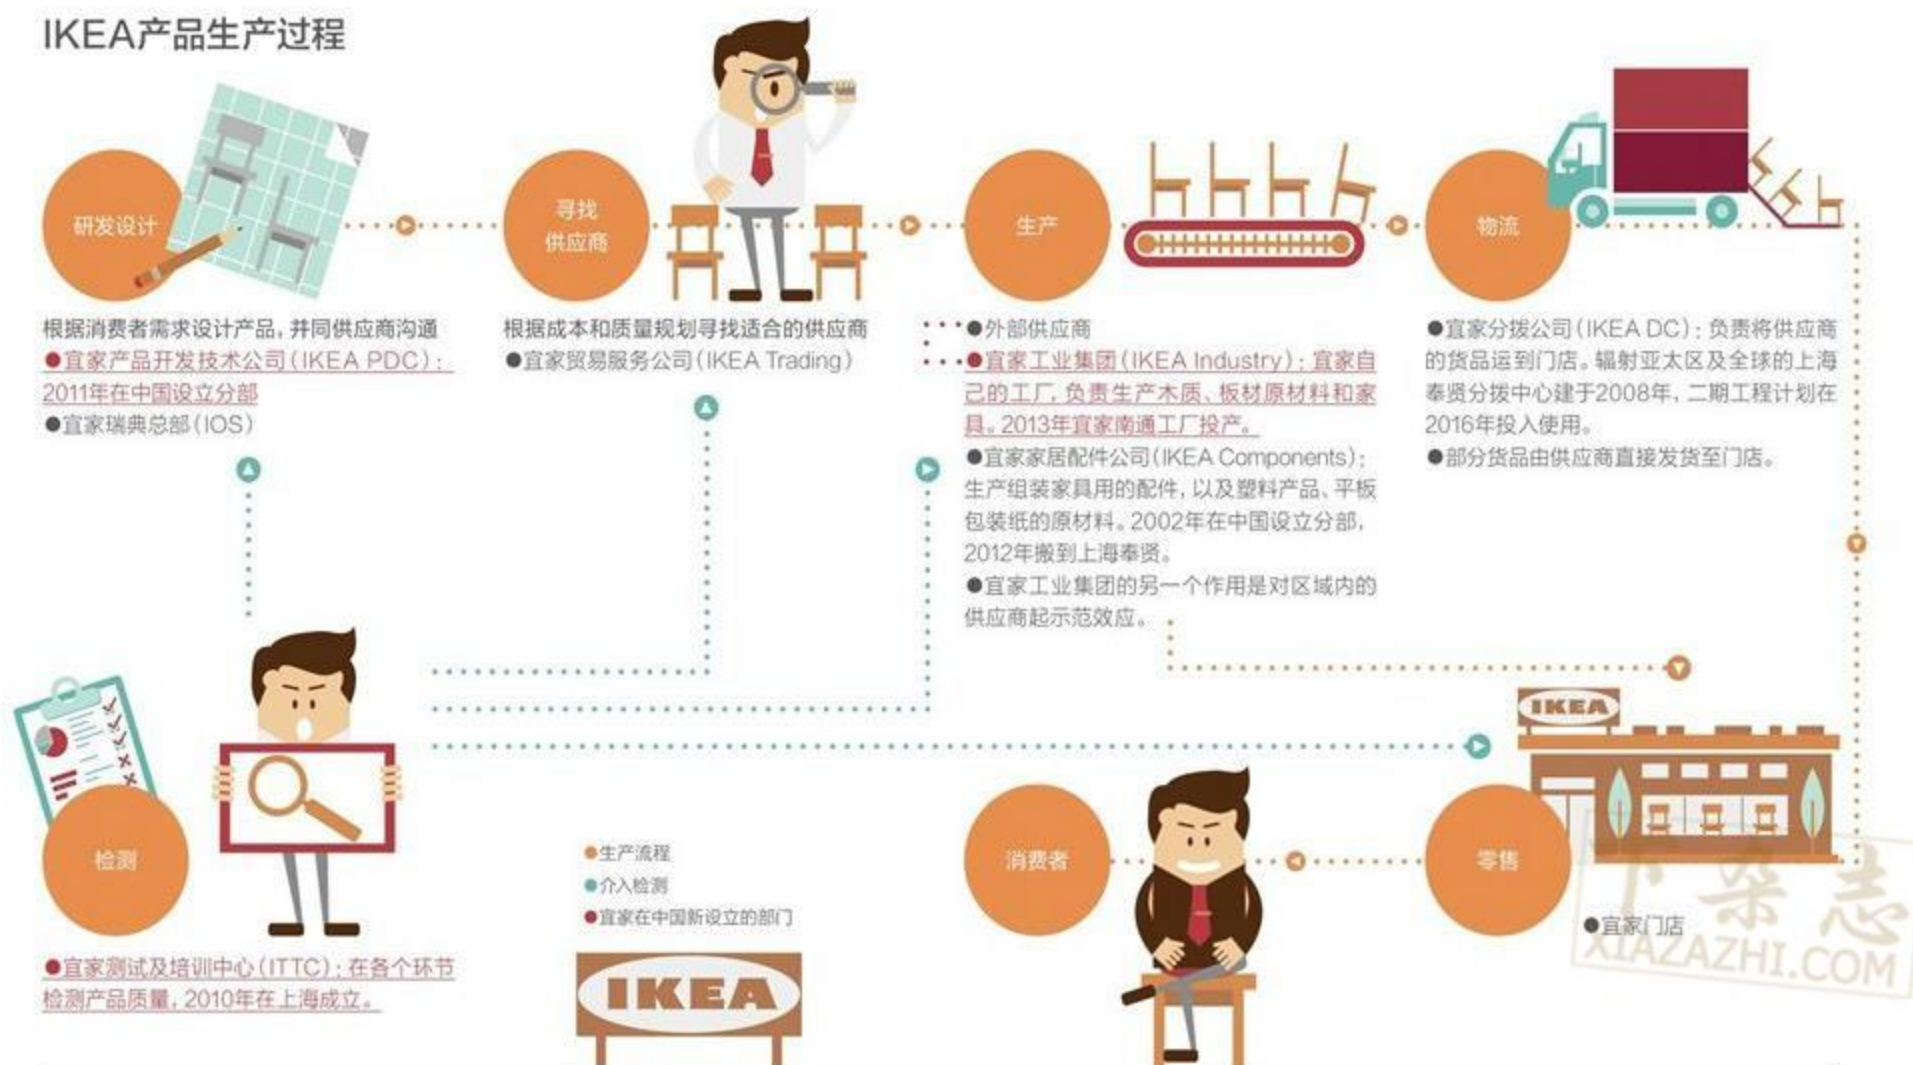 IKEA产品生产过程
研发设计
根据消费者需求设计产品，并同供应商沟通
●宜家产品开发技术公司（IKEA PDC）：
2011年在中国设立分部
●宜家瑞典总部（IOS）
寻找
供应商
根据成本和质量规划寻找适合的供应商
●宜家贸易服务公司（IKEA Trading）
生产
●外部供应商
●宜家工业集团（IKEA Industry）：宜家自
己的工厂，负责生产木质、板材原材料和家
具。2013年宜家南通工厂投产。
●宜家家居配件公司（IKEA Components）：
生产组装家具用的配件，以及塑料产品、平板
包装纸的原材料。2002年在中国设立分部，
2012年搬到上海奉贤。
●宜家工业集团的另一个作用是对区域内的
供应商起示范效应。
物流
●宜家分拨公司（IKEA DC）：负责将供应商
的货品运到门店。辐射亚太区及全球的上海
奉贤分拨中心建于2008年，二期工程计划在
2016年投入使用。
●部分货品由供应商直接发货至门店。
检测
●宜家测试及培训中心（ITTC）：在各个环节
检测产品质量，2010年在上海成立。
●生产流程
●介入检测
●宜家在中国新设立的部门
IKEA
消费者
IKEA
零售
●宜家门店
下杂志
XIAZAZHI.COM